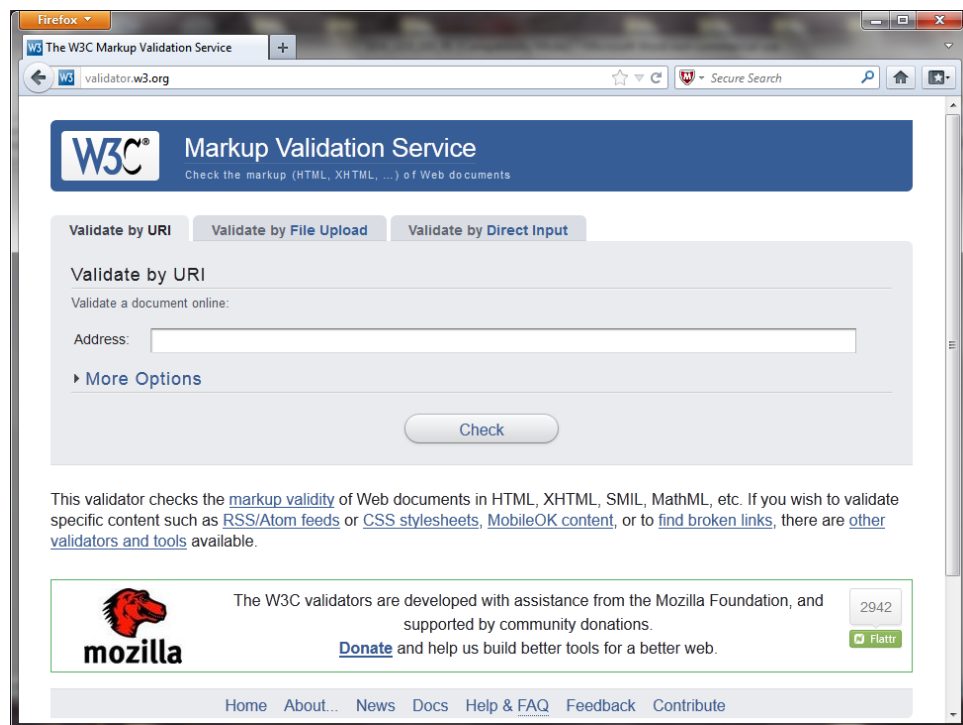 Firefox
The W3C Markup Validation Service
validator.w3.org
Secure Search
W3C® Markup Validation Service
Check the markup (HTML, XHTML, ...) of Web documents
Validate by URI Validate by File Upload Validate by Direct Input
Validate by URI
Validate a document online:
Address:
More Options
Check
This validator checks the markup validity of Web documents in HTML, XHTML, SMIL, MathML, etc. If you wish to validate
specific content such as RSS/Atom feeds or CSS stylesheets, MobileOK content, or to find broken links, there are other
validators and tools available.
mozilla
The W3C validators are developed with assistance from the Mozilla Foundation, and
supported by community donations.
Donate and help us build better tools for a better web.
2942
Flattr
Home About... News Docs Help & FAQ Feedback Contribute